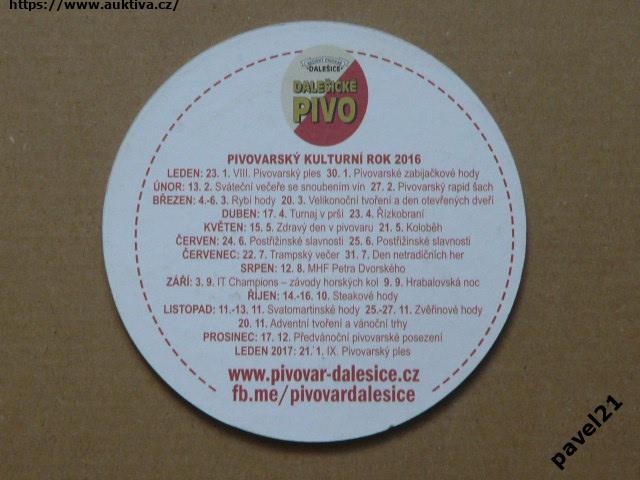 https://www.auktiva.cz/
RODINNÝ PIVOVAR
DALEŠICE
DALEŠICKÉ
PIVO
PIVOVARSKÝ KULTURNÍ ROK 2016
LEDEN: 23. 1. VIII. Pivovarský ples 30. 1. Pivovarské zabijačkové hody
ÚNOR: 13. 2. Sváteční večeře se snoubením vín 27. 2. Pivovarský rapid šach
BŘEZEN: 4.-6. 3. Rybí hody 20. 3. Velikonoční tvoření a den otevřených dveří
DUBEN: 17. 4. Turnaj v prší 23. 4. Řízkobraní
KVĚTEN: 15. 5. Zdravý den v pivovaru 21. 5. Koloběh
ČERVEN: 24. 6. Postřižinské slavnosti 25. 6. Postřižinské slavnosti
ČERVENEC: 22. 7. Trampský večer 31. 7. Den netradičních her
SRPEN: 12. 8. MHF Petra Dvorského
ZÁŘÍ: 3. 9. IT Champions – závody horských kol 9. 9. Hrabalovská noc
ŘÍJEN: 14.-16. 10. Steakové hody
LISTOPAD: 11.-13. 11. Svatomartinské hody 25.-27. 11. Zvěřinové hody
20. 11. Adventní tvoření a vánoční trhy
PROSINEC: 17. 12. Předvánoční pivovarské posezení
LEDEN 2017: 21. 1. IX. Pivovarský ples
www.pivovar-dalesice.cz
fb.me/pivovardalesice
pavel21